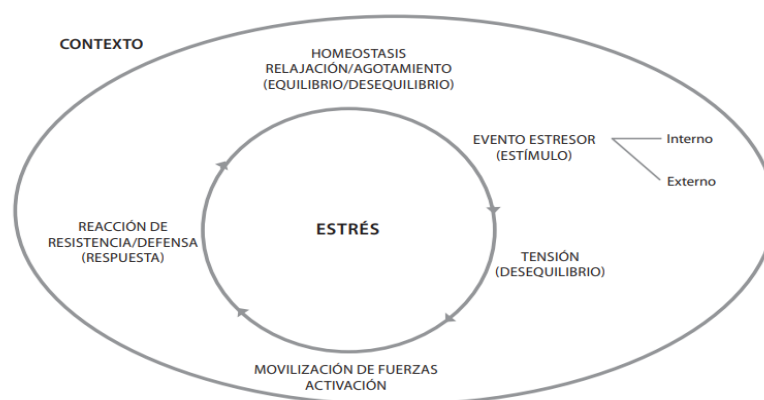 CONTEXTO
HOMEOSTASIS
RELAJACIÓN/AGOTAMIENTO
(EQUILIBRIO/DESEQUILIBRIO)
EVENTO ESTRESOR
(ESTÍMULO)
Interno
Externo
REACCIÓN DE
RESISTENCIA/DEFENSA
(RESPUESTA)
ESTRÉS
TENSIÓN
(DESEQUILIBRIO)
MOVILIZACIÓN DE FUERZAS
ACTIVACIÓN